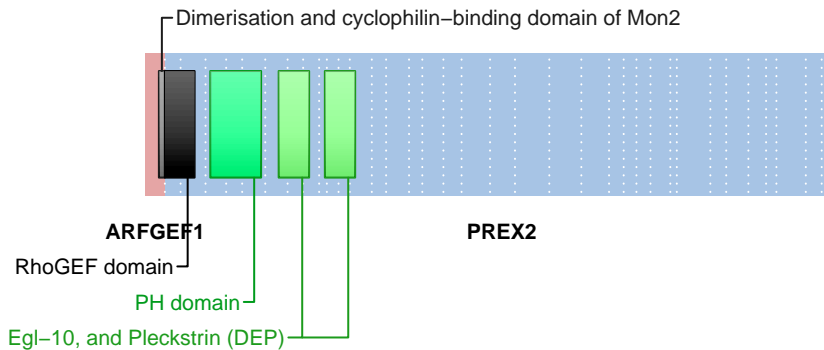 Dimerisation and cyclophilin−binding domain of Mon2
ARFGEF1
PREX2
RhoGEF domain
PH domain
Egl−10, and Pleckstrin (DEP)